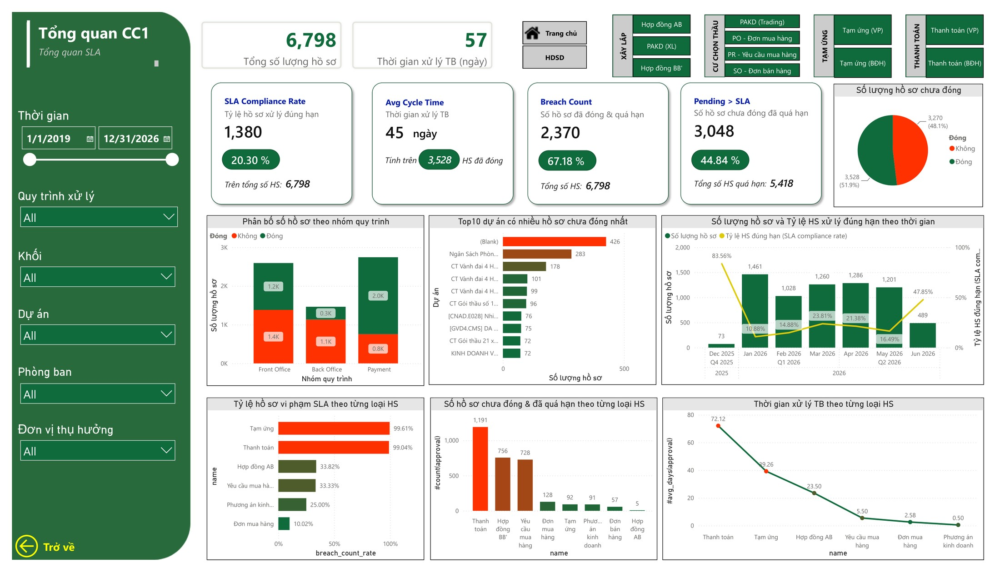 Tổng quan CC1
Tổng quan SLA
Thời gian
1/1/2019
12/31/2026
Quy trình xử lý
All
Khối
All
Dự án
All
Phòng ban
All
Đơn vị thụ hưởng
All
Trở về
6,798
Tổng số lượng hồ sơ
57
Thời gian xử lý TB (ngày)
Trang chủ
HDSD
XÂY LẮP
Hợp đồng AB
PAKD (XL)
Hợp đồng BB'
CƯ CHỌN THẦU
PAKD (Trading)
PO - Đơn mua hàng
PR - Yêu cầu mua hàng
SO - Đơn bán hàng
TẠM ỨNG
Tạm ứng (VP)
Tạm ứng (BĐH)
THANH TOÁN
Thanh toán (VP)
Thanh toán (BĐH)
SLA Compliance Rate
Tỷ lệ hồ sơ xử lý đúng hạn
1,380
20.30 %
Trên tổng số HS: 6,798
Avg Cycle Time
Thời gian xử lý TB
45 ngày
Tính trên 3,528 HS đã đóng
Breach Count
Số hồ sơ đã đóng & quá hạn
2,370
67.18 %
Tổng số HS: 6,798
Pending > SLA
Số hồ sơ chưa đóng đã quá hạn
3,048
44.84 %
Tổng số HS quá hạn: 5,418
Số lượng hồ sơ chưa đóng
3,270
(48.1%)
3,528
(51.9%)
Đóng
Không
Đóng
Phân bố số hồ sơ theo nhóm quy trình
Đóng Không Đóng
Số lượng hồ sơ
3K
2K
1K
0K
1.2K
1.4K
0.3K
1.1K
2.0K
0.8K
Front Office Back Office Payment
Nhóm quy trình
Top10 dự án có nhiều hồ sơ chưa đóng nhất
Dự án
(Blank) 426
Ngân Sách Phòn... 283
CT Vành đai 4 H... 178
CT Vành đai 4 H... 101
CT Vành đai 4 H... 99
CT Gói thầu số 1... 96
[CNAD.E028] Nhi... 76
[GVD4.CMS] DA ... 75
CT Gói thầu 21 x... 72
KINH DOANH V... 72
0 500
Số lượng hồ sơ
Số lượng hồ sơ và Tỷ lệ HS xử lý đúng hạn theo thời gian
Số lượng hồ sơ Tỷ lệ HS đúng hạn (SLA compliance rate)
Số lượng hồ sơ
2,000
1,500
1,000
500
0
83.56%
73
1,461
10.88%
1,028
14.88%
1,260
23.81%
1,286
21.38%
1,201
16.49%
47.85%
489
100%
50%
0%
Tỷ lệ HS đúng hạn (SLA com...
Dec 2025 Jan 2026 Feb 2026 Mar 2026 Apr 2026 May 2026 Jun 2026
Q4 2025 Q1 2026 Q2 2026
2025 2026
Tỷ lệ hồ sơ vi phạm SLA theo từng loại HS
name
Tạm ứng 99.61%
Thanh toán 99.04%
Hợp đồng AB 33.82%
Yêu cầu mua hà... 33.33%
Phương án kinh... 25.00%
Đơn mua hàng 10.02%
0% 50% 100%
breach_count_rate
Số hồ sơ chưa đóng & đã quá hạn theo từng loại HS
#count(approval)
1,000
500
0
1,191
756
728
128
92
91
57
5
Thanh toán
Hợp đồng BB'
Yêu cầu mua hàng
Đơn mua hàng
Tạm ứng
Phươ... án kinh doanh
Đơn bán hàng
Hợp đồng AB
name
Thời gian xử lý TB theo từng loại HS
#avg_days(approval)
80
60
40
20
0
72.12
39.26
23.50
5.50
2.58
0.50
Thanh toán
Tạm ứng
Hợp đồng AB
Yêu cầu mua hàng
Đơn mua hàng
Phương án kinh doanh
name